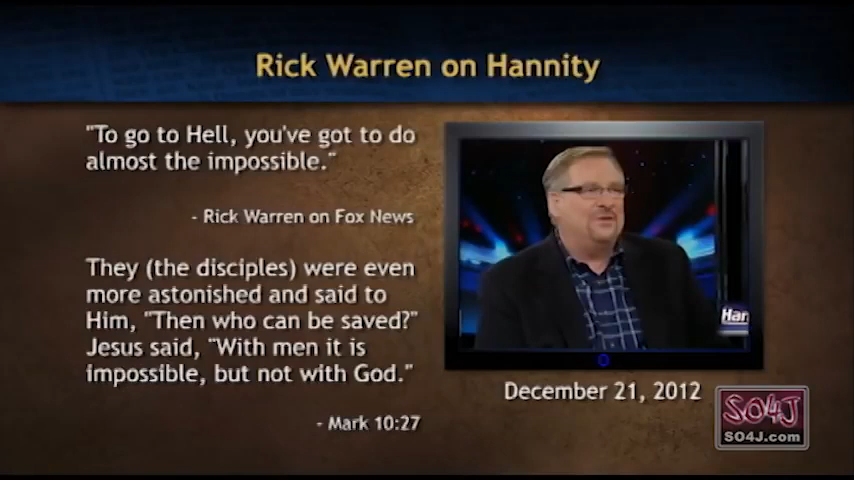 Rick Warren on Hannity
"To go to Hell, you've got to do
almost the impossible."
- Rick Warren on Fox News
They (the disciples) were even
more astonished and said to
Him, "Then who can be saved?"
Jesus said, "With men it is
impossible, but not with God."
- Mark 10:27
Han
December 21, 2012
SO4J
SO4J.com